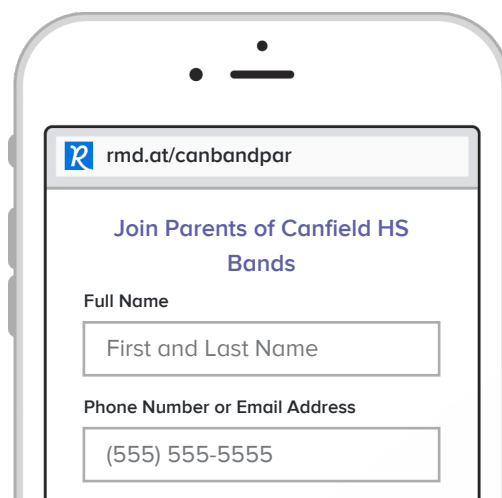 rmd.at/canbandpar
Join Parents of Canfield HS
Bands
Full Name
First and Last Name
Phone Number or Email Address
(555) 555-5555